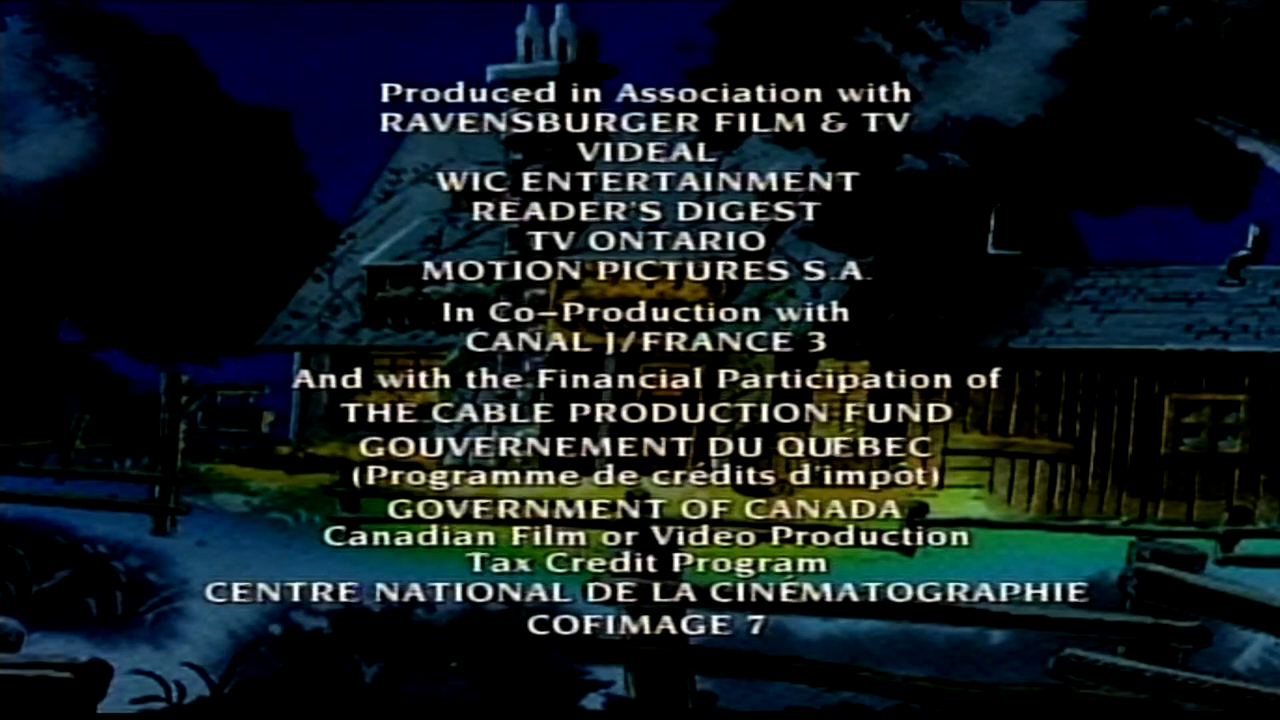 Produced in Association with
RAVENSBURGER FILM & TV
VIDEAL
WIC ENTERTAINMENT
READER'S DIGEST
TV ONTARIO
MOTION PICTURES S.A.
In Co-Production with
CANAL J/FRANCE 3
And with the Financial Participation of
THE CABLE PRODUCTION FUND
GOUVERNEMENT DU QUEBEC
(Programme de crédits d'impôt)
GOVERNMENT OF CANADA
Canadian Film or Video Production
Tax Credit Program
CENTRE NATIONAL DE LA CINÉMATOGRAPHIE
COFIMAGE 7